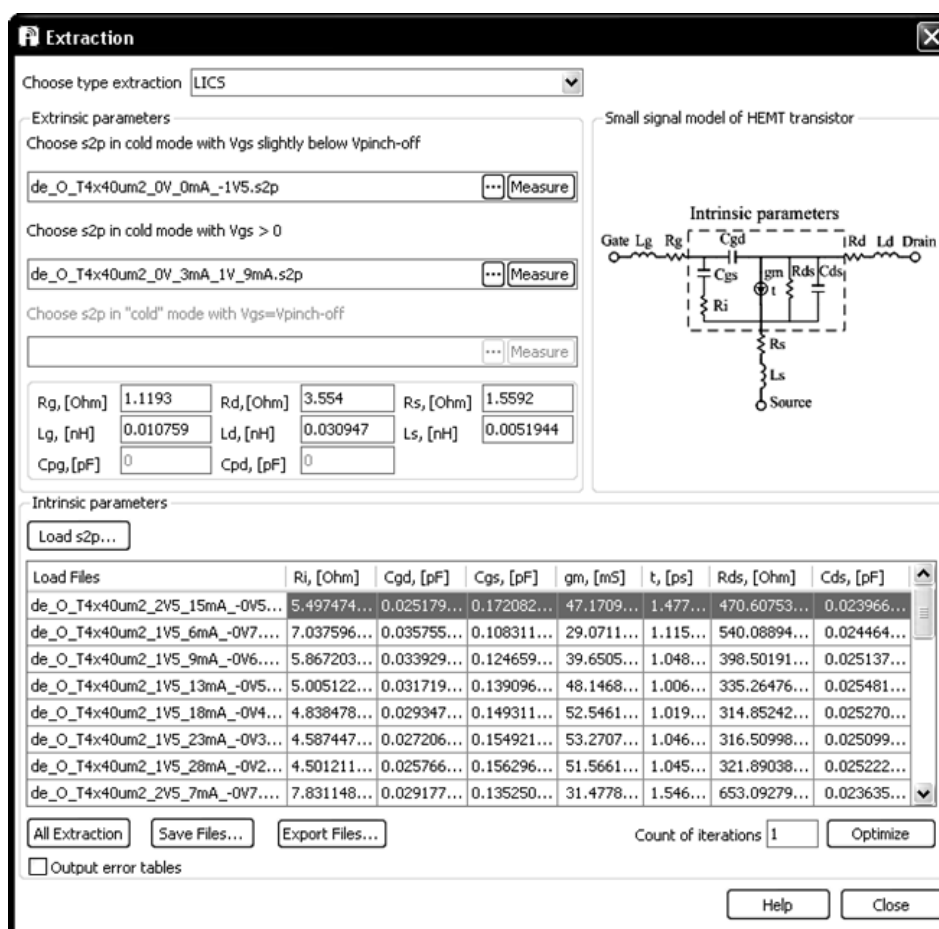 Extraction
Choose type extraction LICS
Extrinsic parameters
Choose s2p in cold mode with Vgs slightly below Vpinch-off
de_O_T4x40um2_0V_0mA_-1V5.s2p ... Measure
Choose s2p in cold mode with Vgs > 0
de_O_T4x40um2_0V_3mA_1V_9mA.s2p ... Measure
Choose s2p in "cold" mode with Vgs=Vpinch-off
... Measure
Rg, [Ohm] 1.1193 Rd,[Ohm] 3.554 Rs, [Ohm] 1.5592
Lg, [nH] 0.010759 Ld, [nH] 0.030947 Ls, [nH] 0.0051944
Cpg,[pF] 0 Cpd, [pF] 0
Small signal model of HEMT transistor
Intrinsic parameters
Gate Lg Rg Cgd Rd Ld Drain
Cgs gm Rds Cds
t
Ri
Rs
Ls
Source
Intrinsic parameters
Load s2p...
Load Files Ri, [Ohm] Cgd, [pF] Cgs, [pF] gm, [mS] t, [ps] Rds, [Ohm] Cds, [pF]
de_O_T4x40um2_2V5_15mA_-0V5... 5.497474... 0.025179... 0.172082... 47.1709... 1.477... 470.60753... 0.023966...
de_O_T4x40um2_1V5_6mA_-0V7.... 7.037596... 0.035755... 0.108311... 29.0711... 1.115... 540.08894... 0.024464...
de_O_T4x40um2_1V5_9mA_-0V6.... 5.867203... 0.033929... 0.124659... 39.6505... 1.048... 398.50191... 0.025137...
de_O_T4x40um2_1V5_13mA_-0V5... 5.005122... 0.031719... 0.139096... 48.1468... 1.006... 335.26476... 0.025481...
de_O_T4x40um2_1V5_18mA_-0V4... 4.838478... 0.029347... 0.149311... 52.5461... 1.019... 314.85242... 0.025270...
de_O_T4x40um2_1V5_23mA_-0V3... 4.587447... 0.027206... 0.154921... 53.2707... 1.046... 316.50998... 0.025099...
de_O_T4x40um2_1V5_28mA_-0V2... 4.501211... 0.025766... 0.156296... 51.5661... 1.045... 321.89038... 0.025222...
de_O_T4x40um2_2V5_7mA_-0V7.... 7.831148... 0.029177... 0.135250... 31.4778... 1.546... 653.09279... 0.023635...
All Extraction Save Files... Export Files... Count of iterations 1 Optimize
Output error tables
Help Close